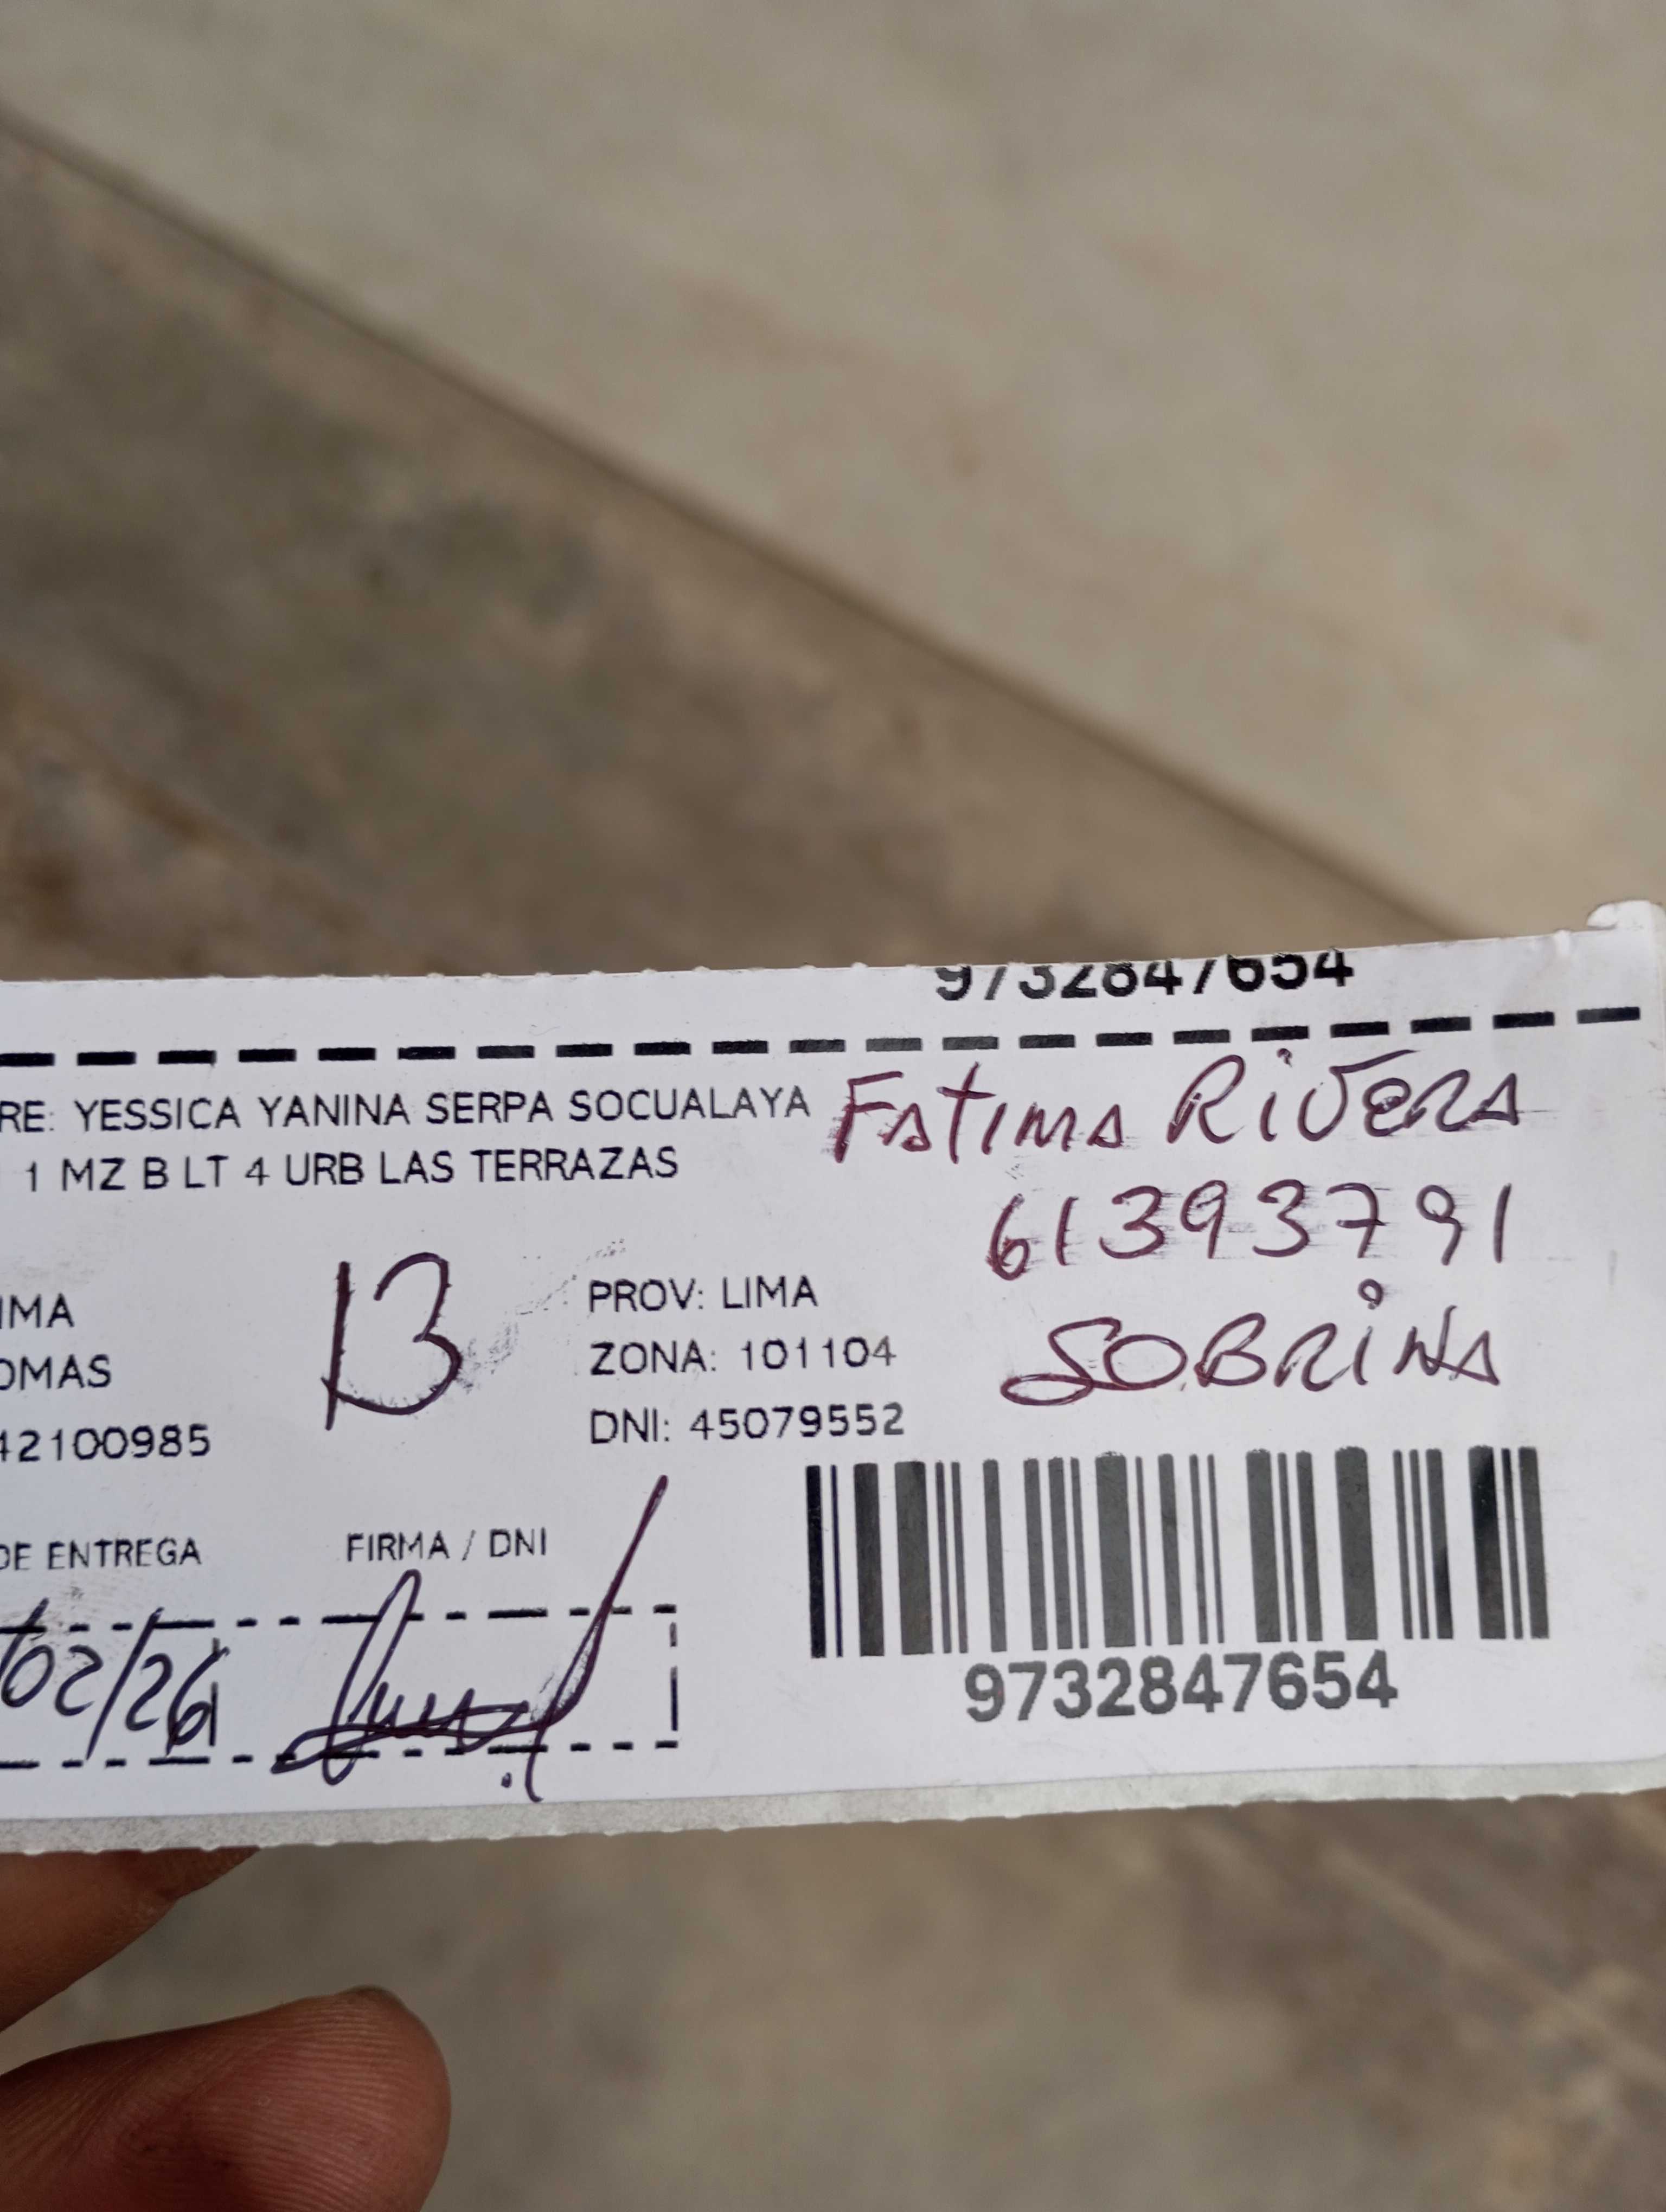 9732847654
RE: YESSICA YANINA SERPA SOCUALAYA
Fatima Rivera
1 MZ B LT 4 URB LAS TERRAZAS
61393791
13
IMA
PROV: LIMA
SOBRINA
OMAS
ZONA: 101104
42100985
DNI: 45079552
DE ENTREGA
FIRMA / DNI
02/26
9732847654